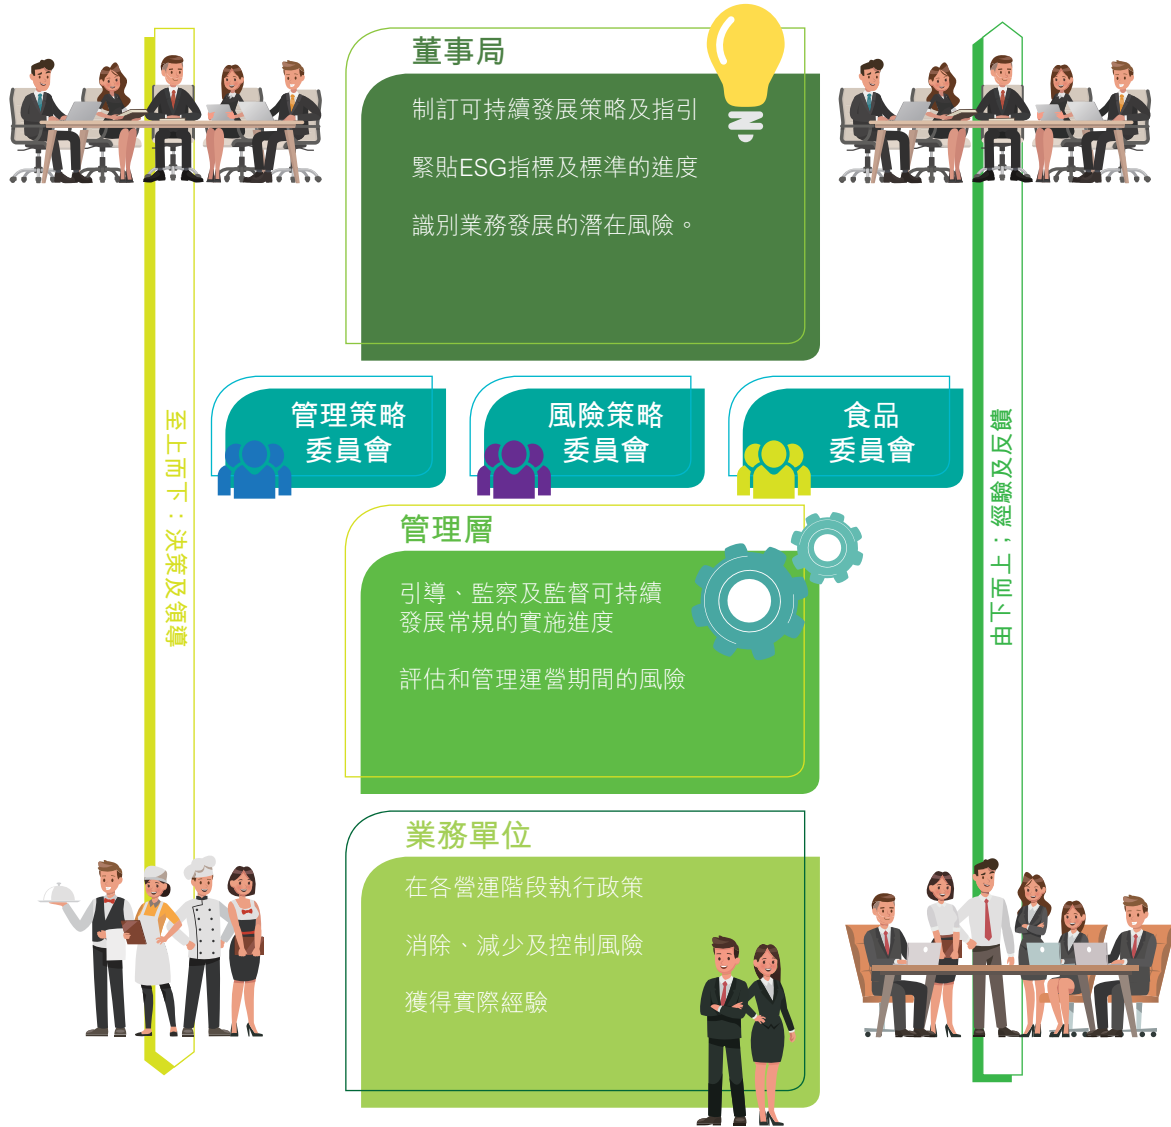 董事局
制訂可持續發展策略及指引
緊貼ESG指標及標準的進度
識別業務發展的潛在風險。
管理策略
委員會
風險策略
委員會
食品
委員會
至上而下：決策及領導
由下而上；經驗及反饋
管理層
引導、監察及監督可持續
發展常規的實施進度
評估和管理運營期間的風險
業務單位
在各營運階段執行政策
消除、減少及控制風險
獲得實際經驗